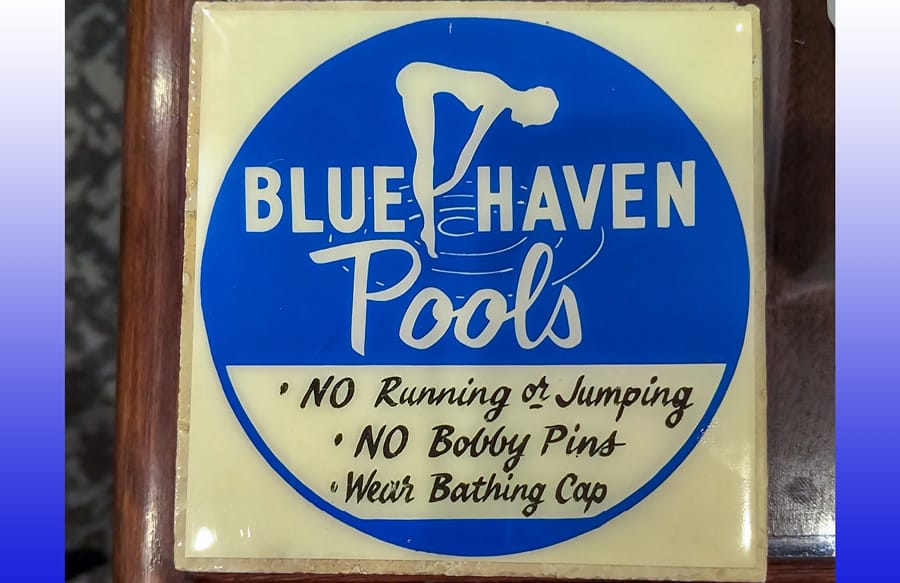 BLUE HAVEN
Pools
• NO Running or Jumping
• NO Bobby Pins
• Wear Bathing Cap